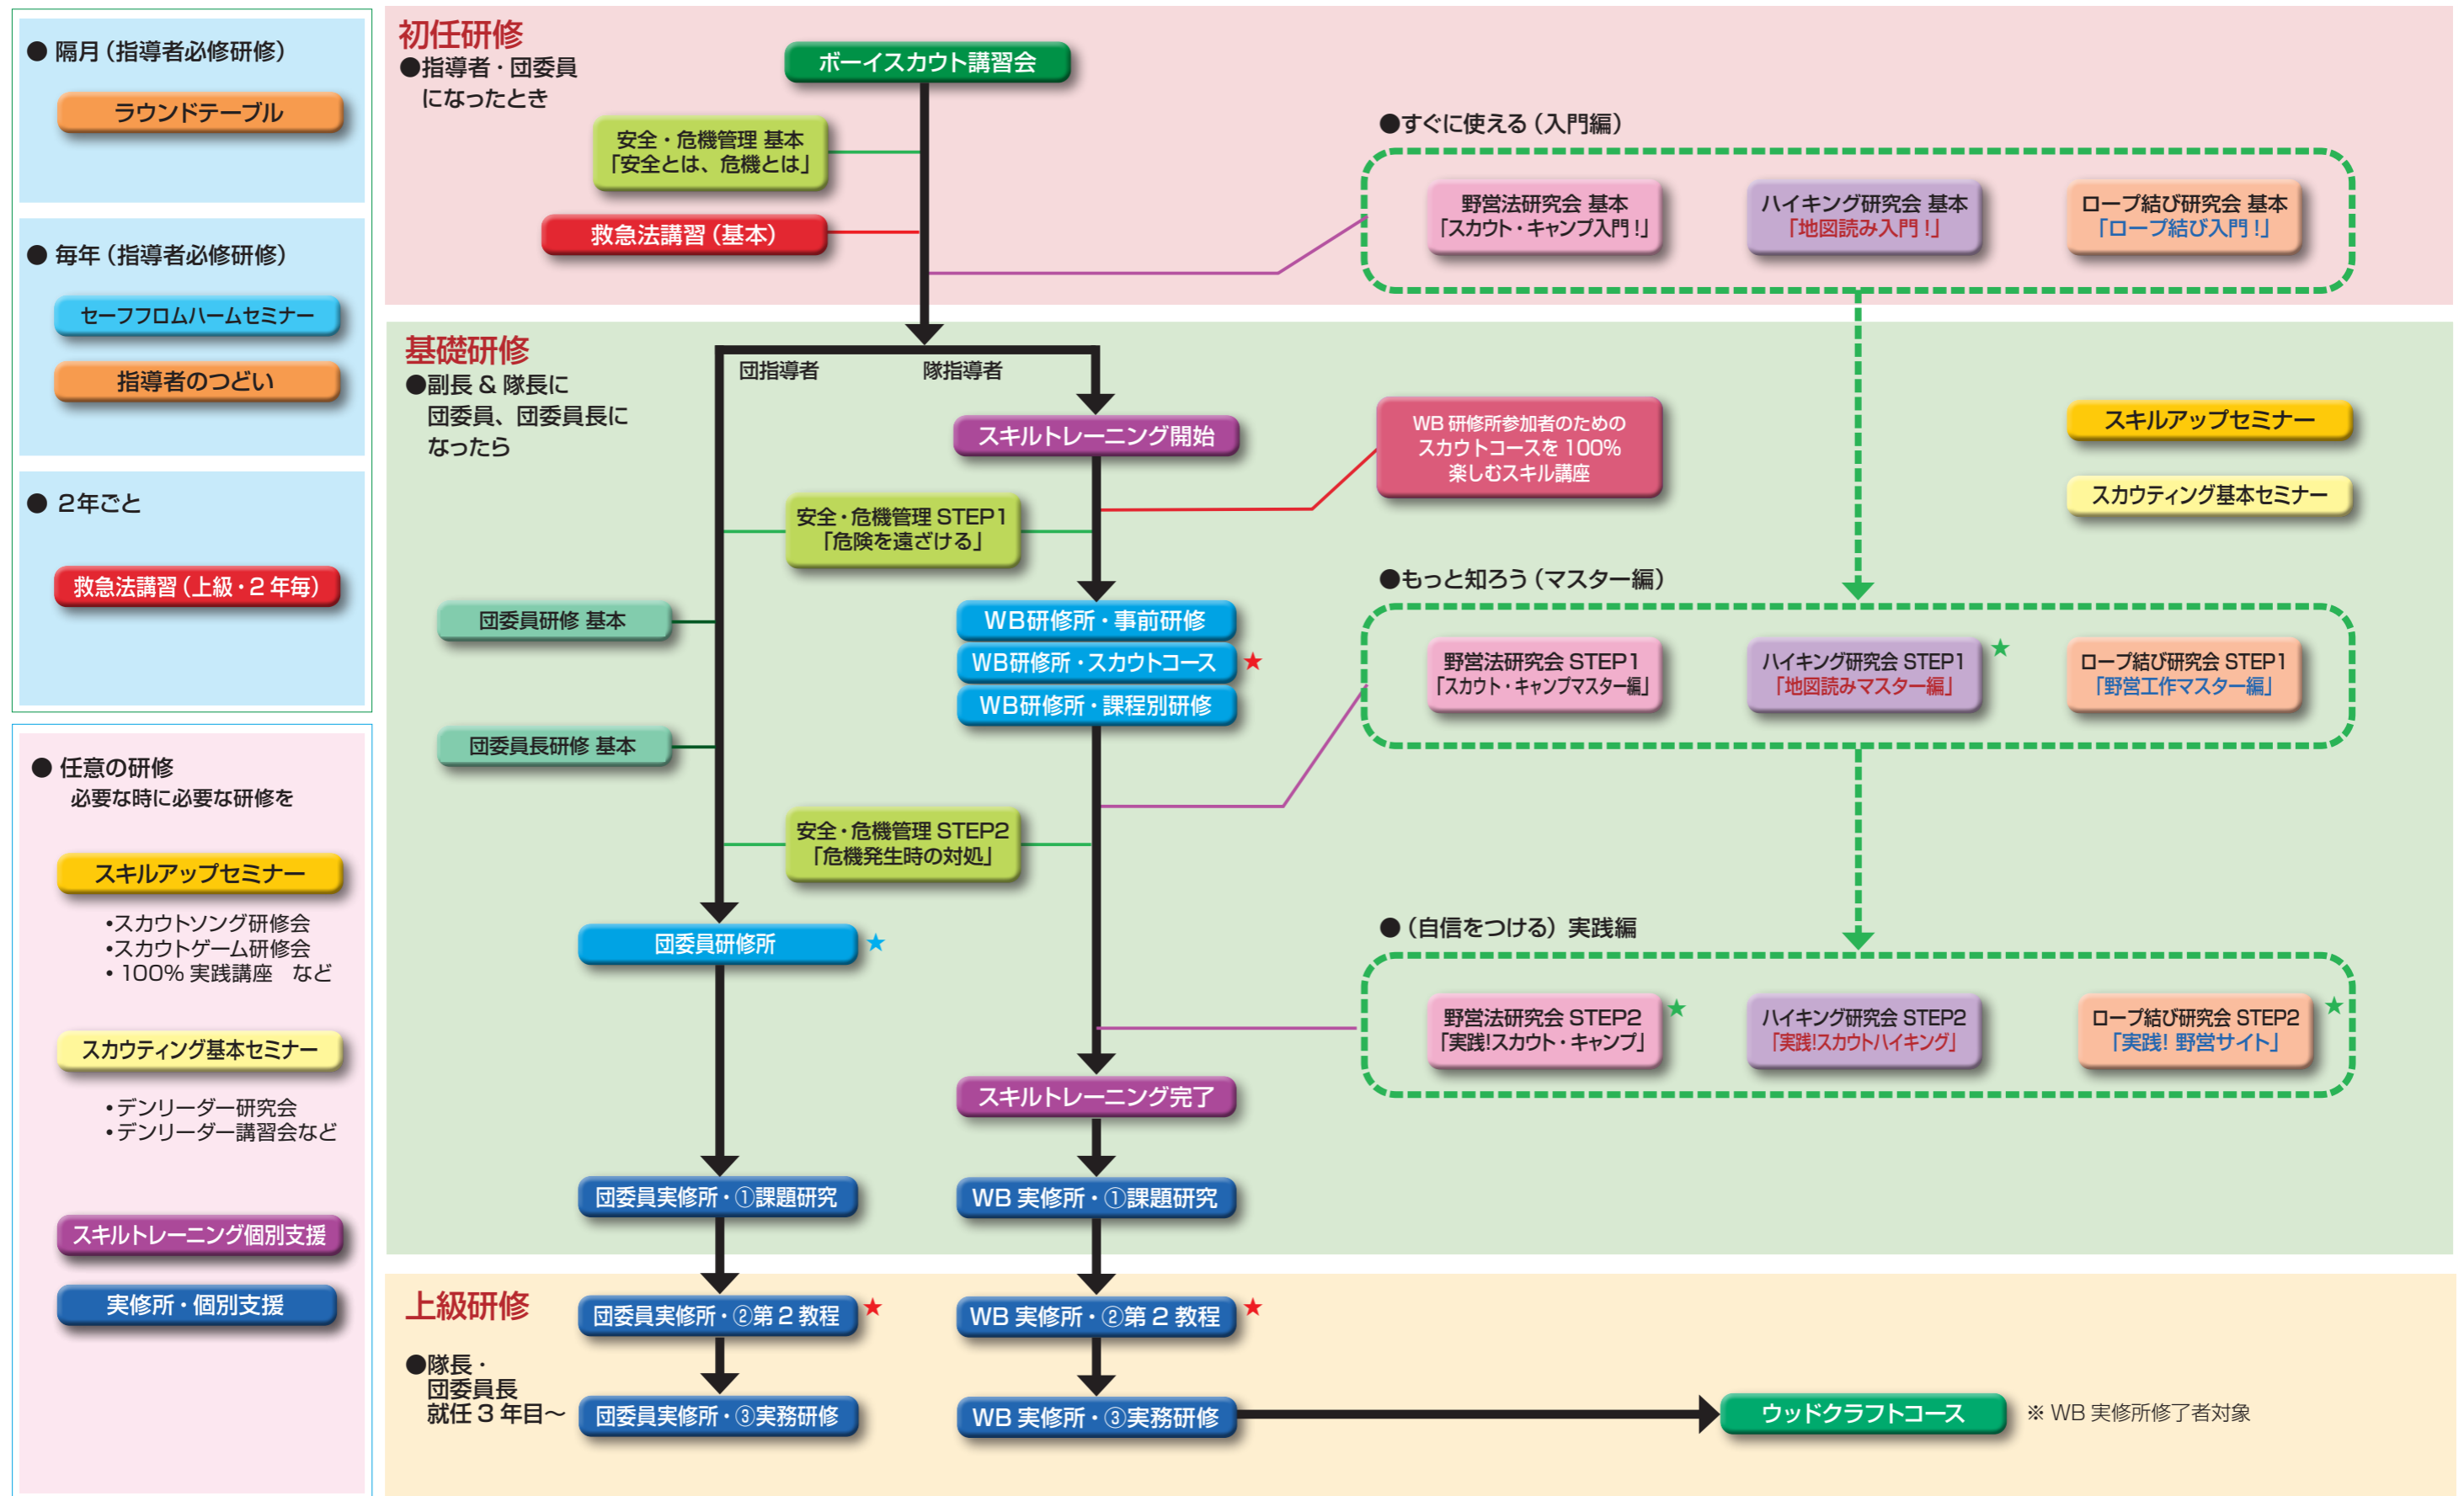 ● 隔月（指導者必修研修）
ラウンドテーブル
● 毎年（指導者必修研修）
セーフフロムハームセミナー
指導者のつどい
● 2年ごと
救急法講習（上級・2 年毎）
● 任意の研修
必要な時に必要な研修を
スキルアップセミナー
•スカウトソング研修会
•スカウトゲーム研修会
• 100% 実践講座　など
スカウティング基本セミナー
•デンリーダー研究会
•デンリーダー講習会など
スキルトレーニング個別支援
実修所・個別支援
初任研修
●指導者・団委員
になったとき
ボーイスカウト講習会
安全・危機管理 基本
「安全とは、危機とは」
救急法講習（基本）
●すぐに使える（入門編）
野営法研究会 基本
「スカウト・キャンプ入門！」
ハイキング研究会 基本
「地図読み入門！」
ロープ結び研究会 基本
「ロープ結び入門！」
基礎研修
●副長 & 隊長に
団委員、団委員長に
なったら
団指導者
隊指導者
スキルトレーニング開始
WB 研修所参加者のための
スカウトコースを 100%
楽しむスキル講座
スキルアップセミナー
スカウティング基本セミナー
安全・危機管理 STEP1
「危険を遠ざける」
団委員研修 基本
WB研修所・事前研修
WB研修所・スカウトコース ★
WB研修所・課程別研修
団委員長研修 基本
●もっと知ろう（マスター編）
野営法研究会 STEP1
「スカウト・キャンプマスター編」
ハイキング研究会 STEP1 ★
「地図読みマスター編」
ロープ結び研究会 STEP1
「野営工作マスター編」
安全・危機管理 STEP2
「危機発生時の対処」
団委員研修所 ★
●（自信をつける）実践編
野営法研究会 STEP2 ★
「実践!スカウト・キャンプ」
ハイキング研究会 STEP2
「実践!スカウトハイキング」
ロープ結び研究会 STEP2 ★
「実践! 野営サイト」
スキルトレーニング完了
団委員実修所・①課題研究
WB 実修所・①課題研究
上級研修
●隊長・
団委員長
就任 3 年目〜
団委員実修所・②第 2 教程 ★
WB 実修所・②第 2 教程 ★
団委員実修所・③実務研修
WB 実修所・③実務研修
ウッドクラフトコース
※ WB 実修所修了者対象